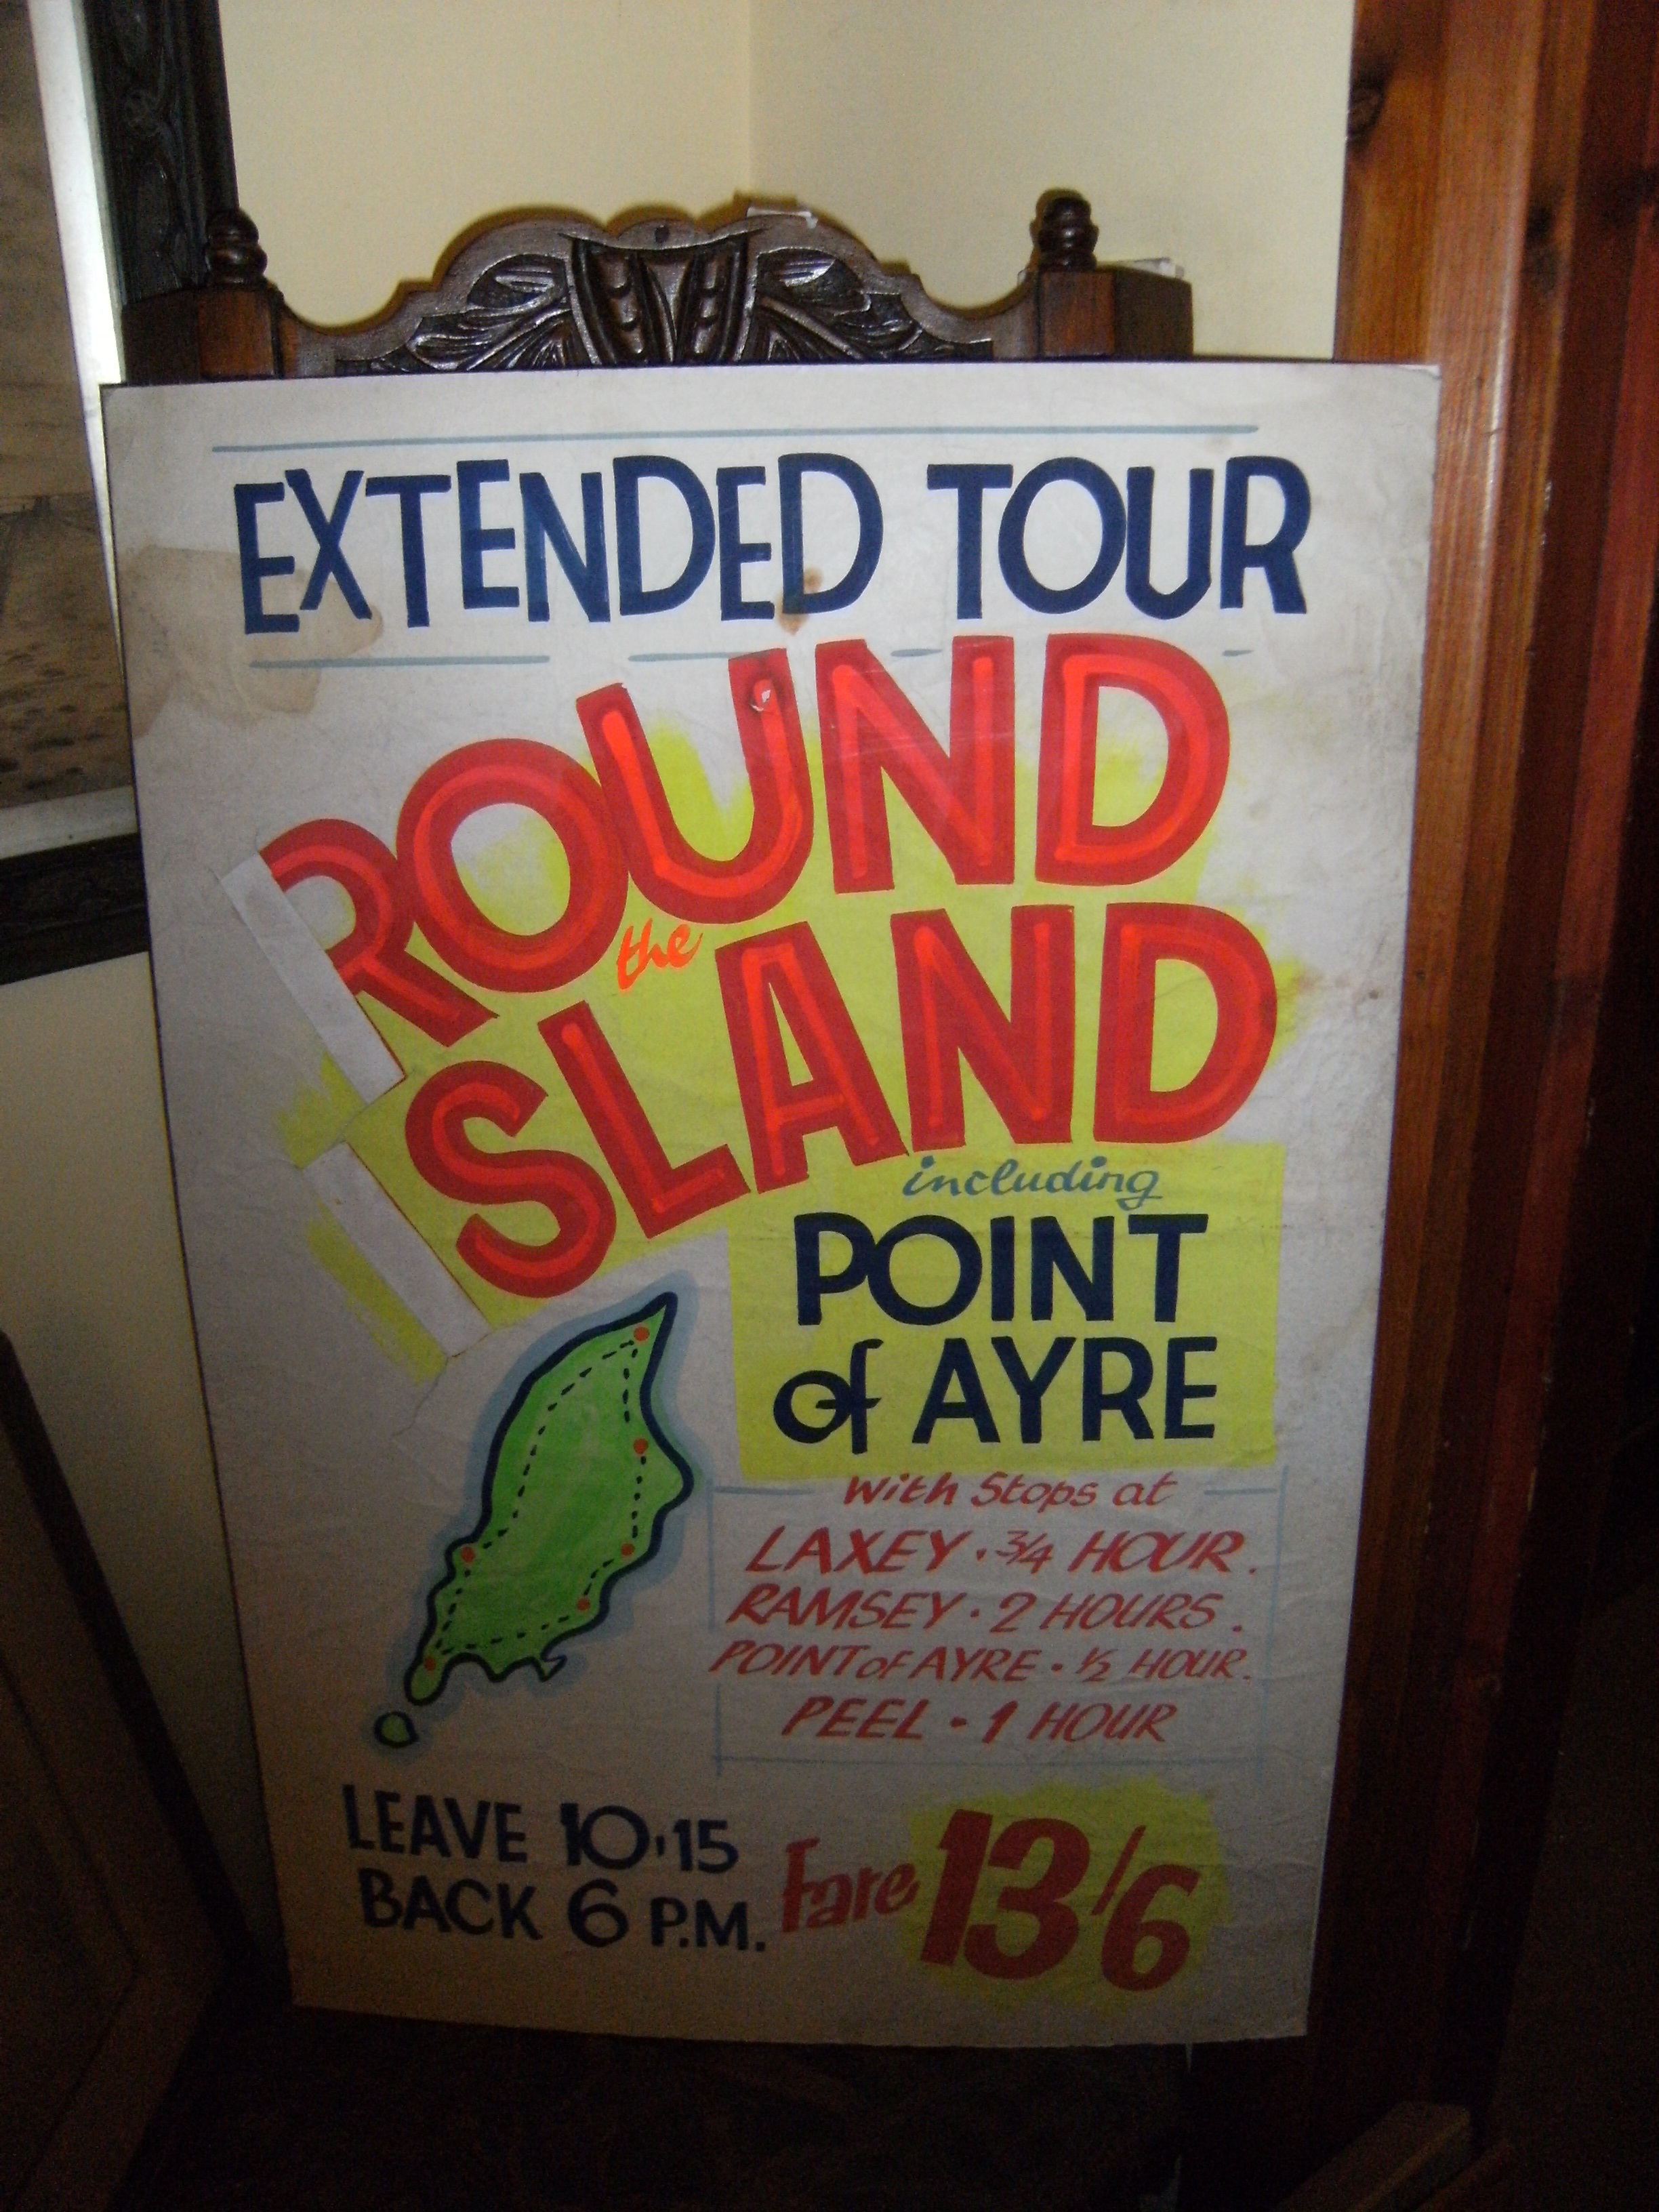 EXTENDED TOUR
ROUND
the
SLAND
including
POINT
of AYRE
With Stops at
LAXEY · 3/4 HOUR.
RAMSEY · 2 HOURS.
POINT of AYRE · 1/2 HOUR.
PEEL · 1 HOUR
LEAVE 10·15
BACK 6 P.M.
Fare 13/6